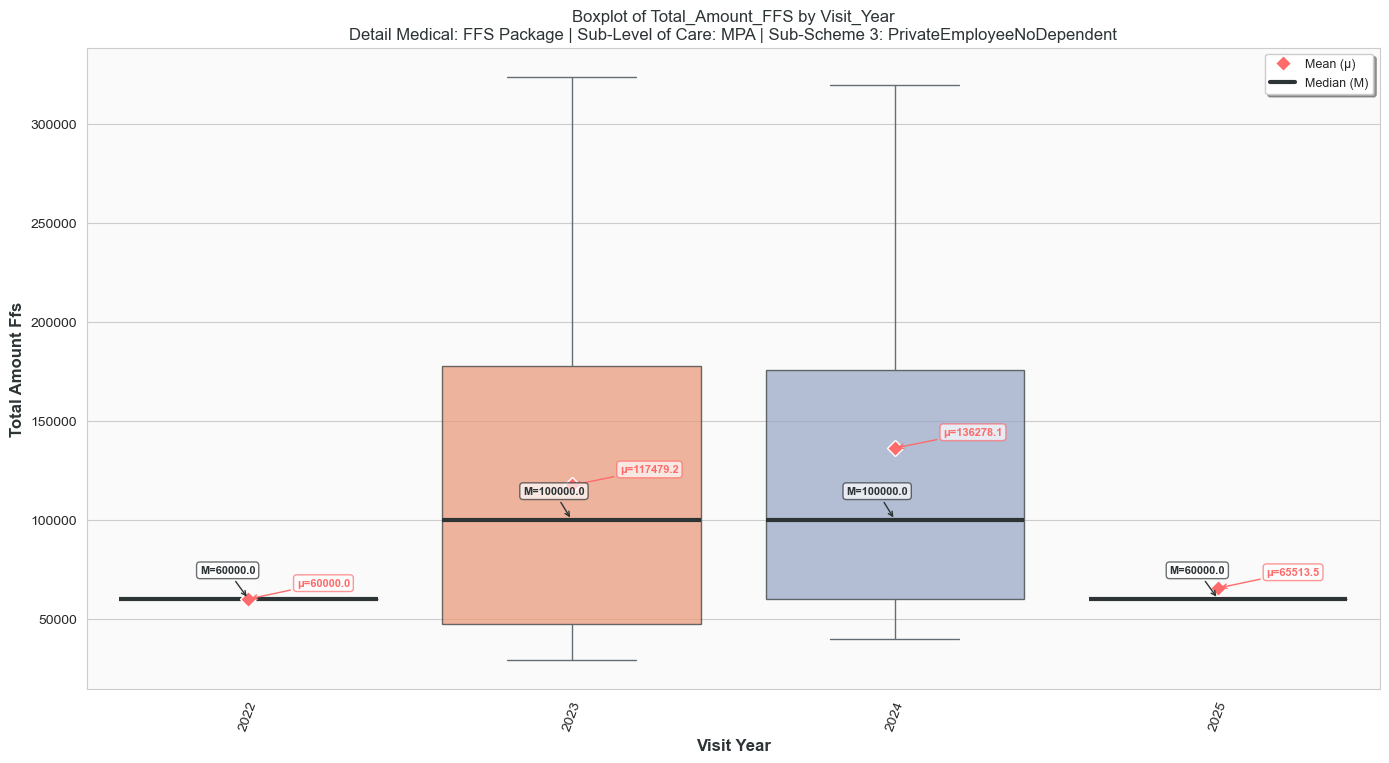 Boxplot of Total_Amount_FFS by Visit_Year
Detail Medical: FFS Package | Sub-Level of Care: MPA | Sub-Scheme 3: PrivateEmployeeNoDependent
Mean (μ)
Median (M)
Total Amount Ffs
300000
250000
200000
150000
100000
50000
M=60000.0
μ=60000.0
μ=117479.2
M=100000.0
μ=136278.1
M=100000.0
M=60000.0
μ=65513.5
2022
2023
2024
2025
Visit Year